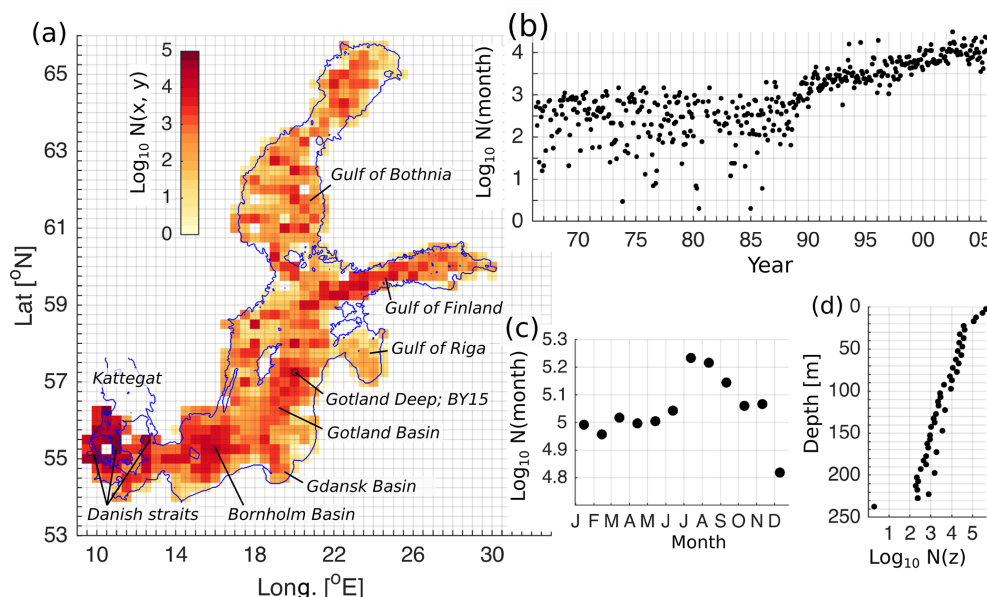 (a)
65
63
61
59
57
55
53
Lat [°N]
10
14
18
22
26
30
Long. [°E]
5
4
3
2
1
0
Log10 N(x, y)
Gulf of Bothnia
Gulf of Finland
Gulf of Riga
Kattegat
Gotland Deep; BY15
Gotland Basin
Gdansk Basin
Danish straits
Bornholm Basin
(b)
4
3
2
1
0
Log10 N(month)
70
75
80
85
90
95
00
05
Year
(c)
5.3
5.2
5.1
5
4.9
4.8
Log10 N(month)
J F M A M J J A S O N D
Month
(d)
0
50
100
150
200
250
Depth [m]
1 2 3 4 5
Log10 N(z)